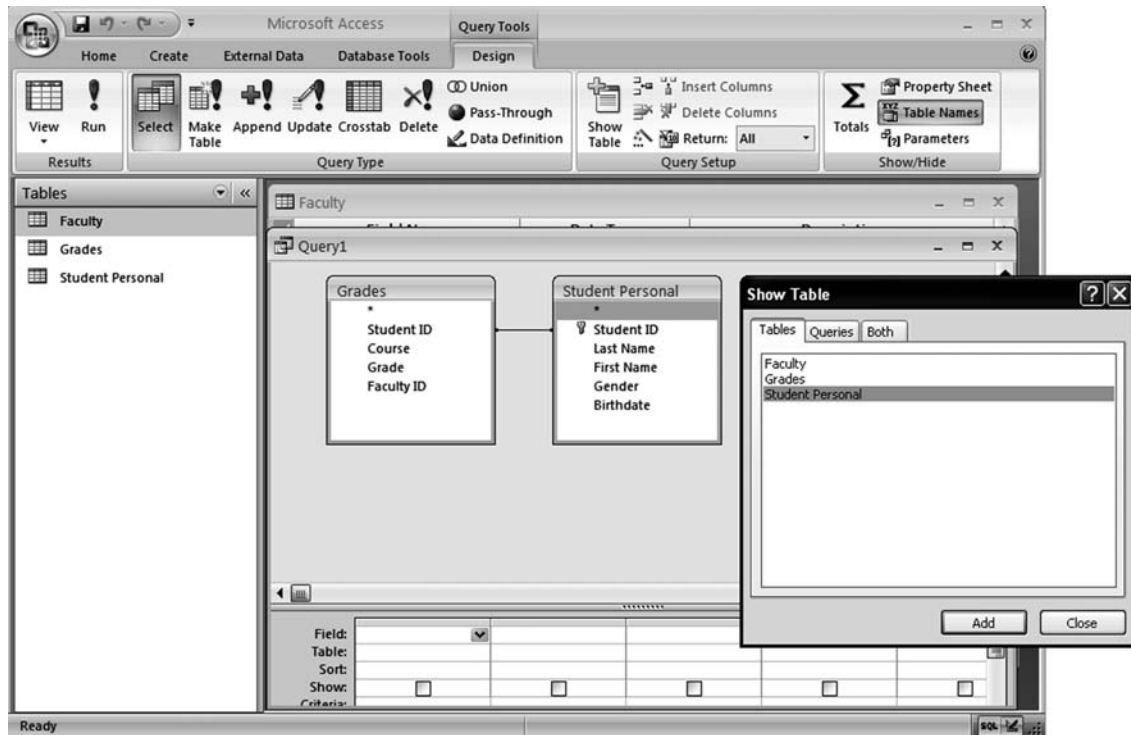 Microsoft Access
Query Tools
Home Create External Data Database Tools Design
View
Run
Select
Make Table
Append
Update
Crosstab
Delete
Union
Pass-Through
Data Definition
Show Table
Insert Columns
Delete Columns
Return: All
Totals
Property Sheet
Table Names
Parameters
Results
Query Type
Query Setup
Show/Hide
Tables
Faculty
Grades
Student Personal
Faculty
Query1
Grades
*
Student ID
Course
Grade
Faculty ID
Student Personal
*
Student ID
Last Name
First Name
Gender
Birthdate
Show Table
Tables Queries Both
Faculty
Grades
Student Personal
Add Close
Field:
Table:
Sort:
Show:
Criteria:
Ready
SQL